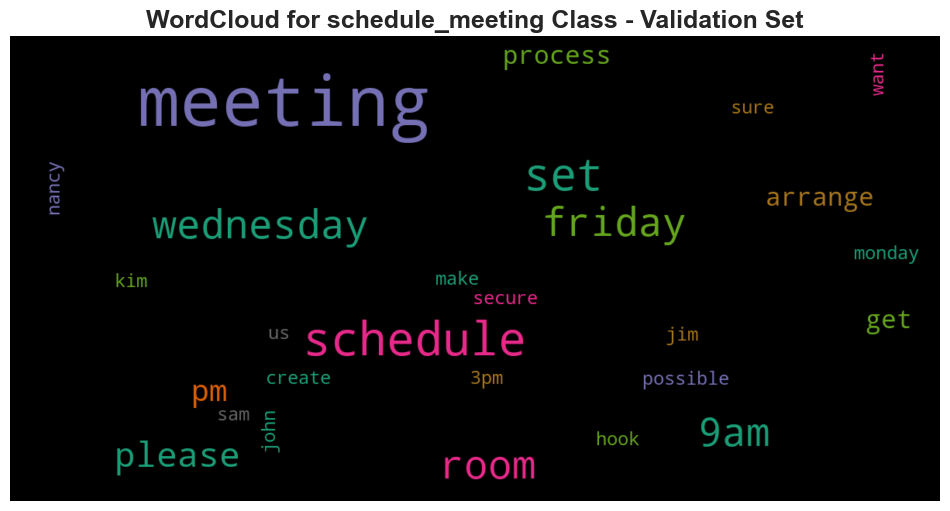 WordCloud for schedule_meeting Class - Validation Set
process
want
meeting
sure
nancy
set
arrange
wednesday
friday
monday
kim
make
secure
get
us
schedule
jim
create
3pm
possible
pm
sam
john
hook
9am
please
room